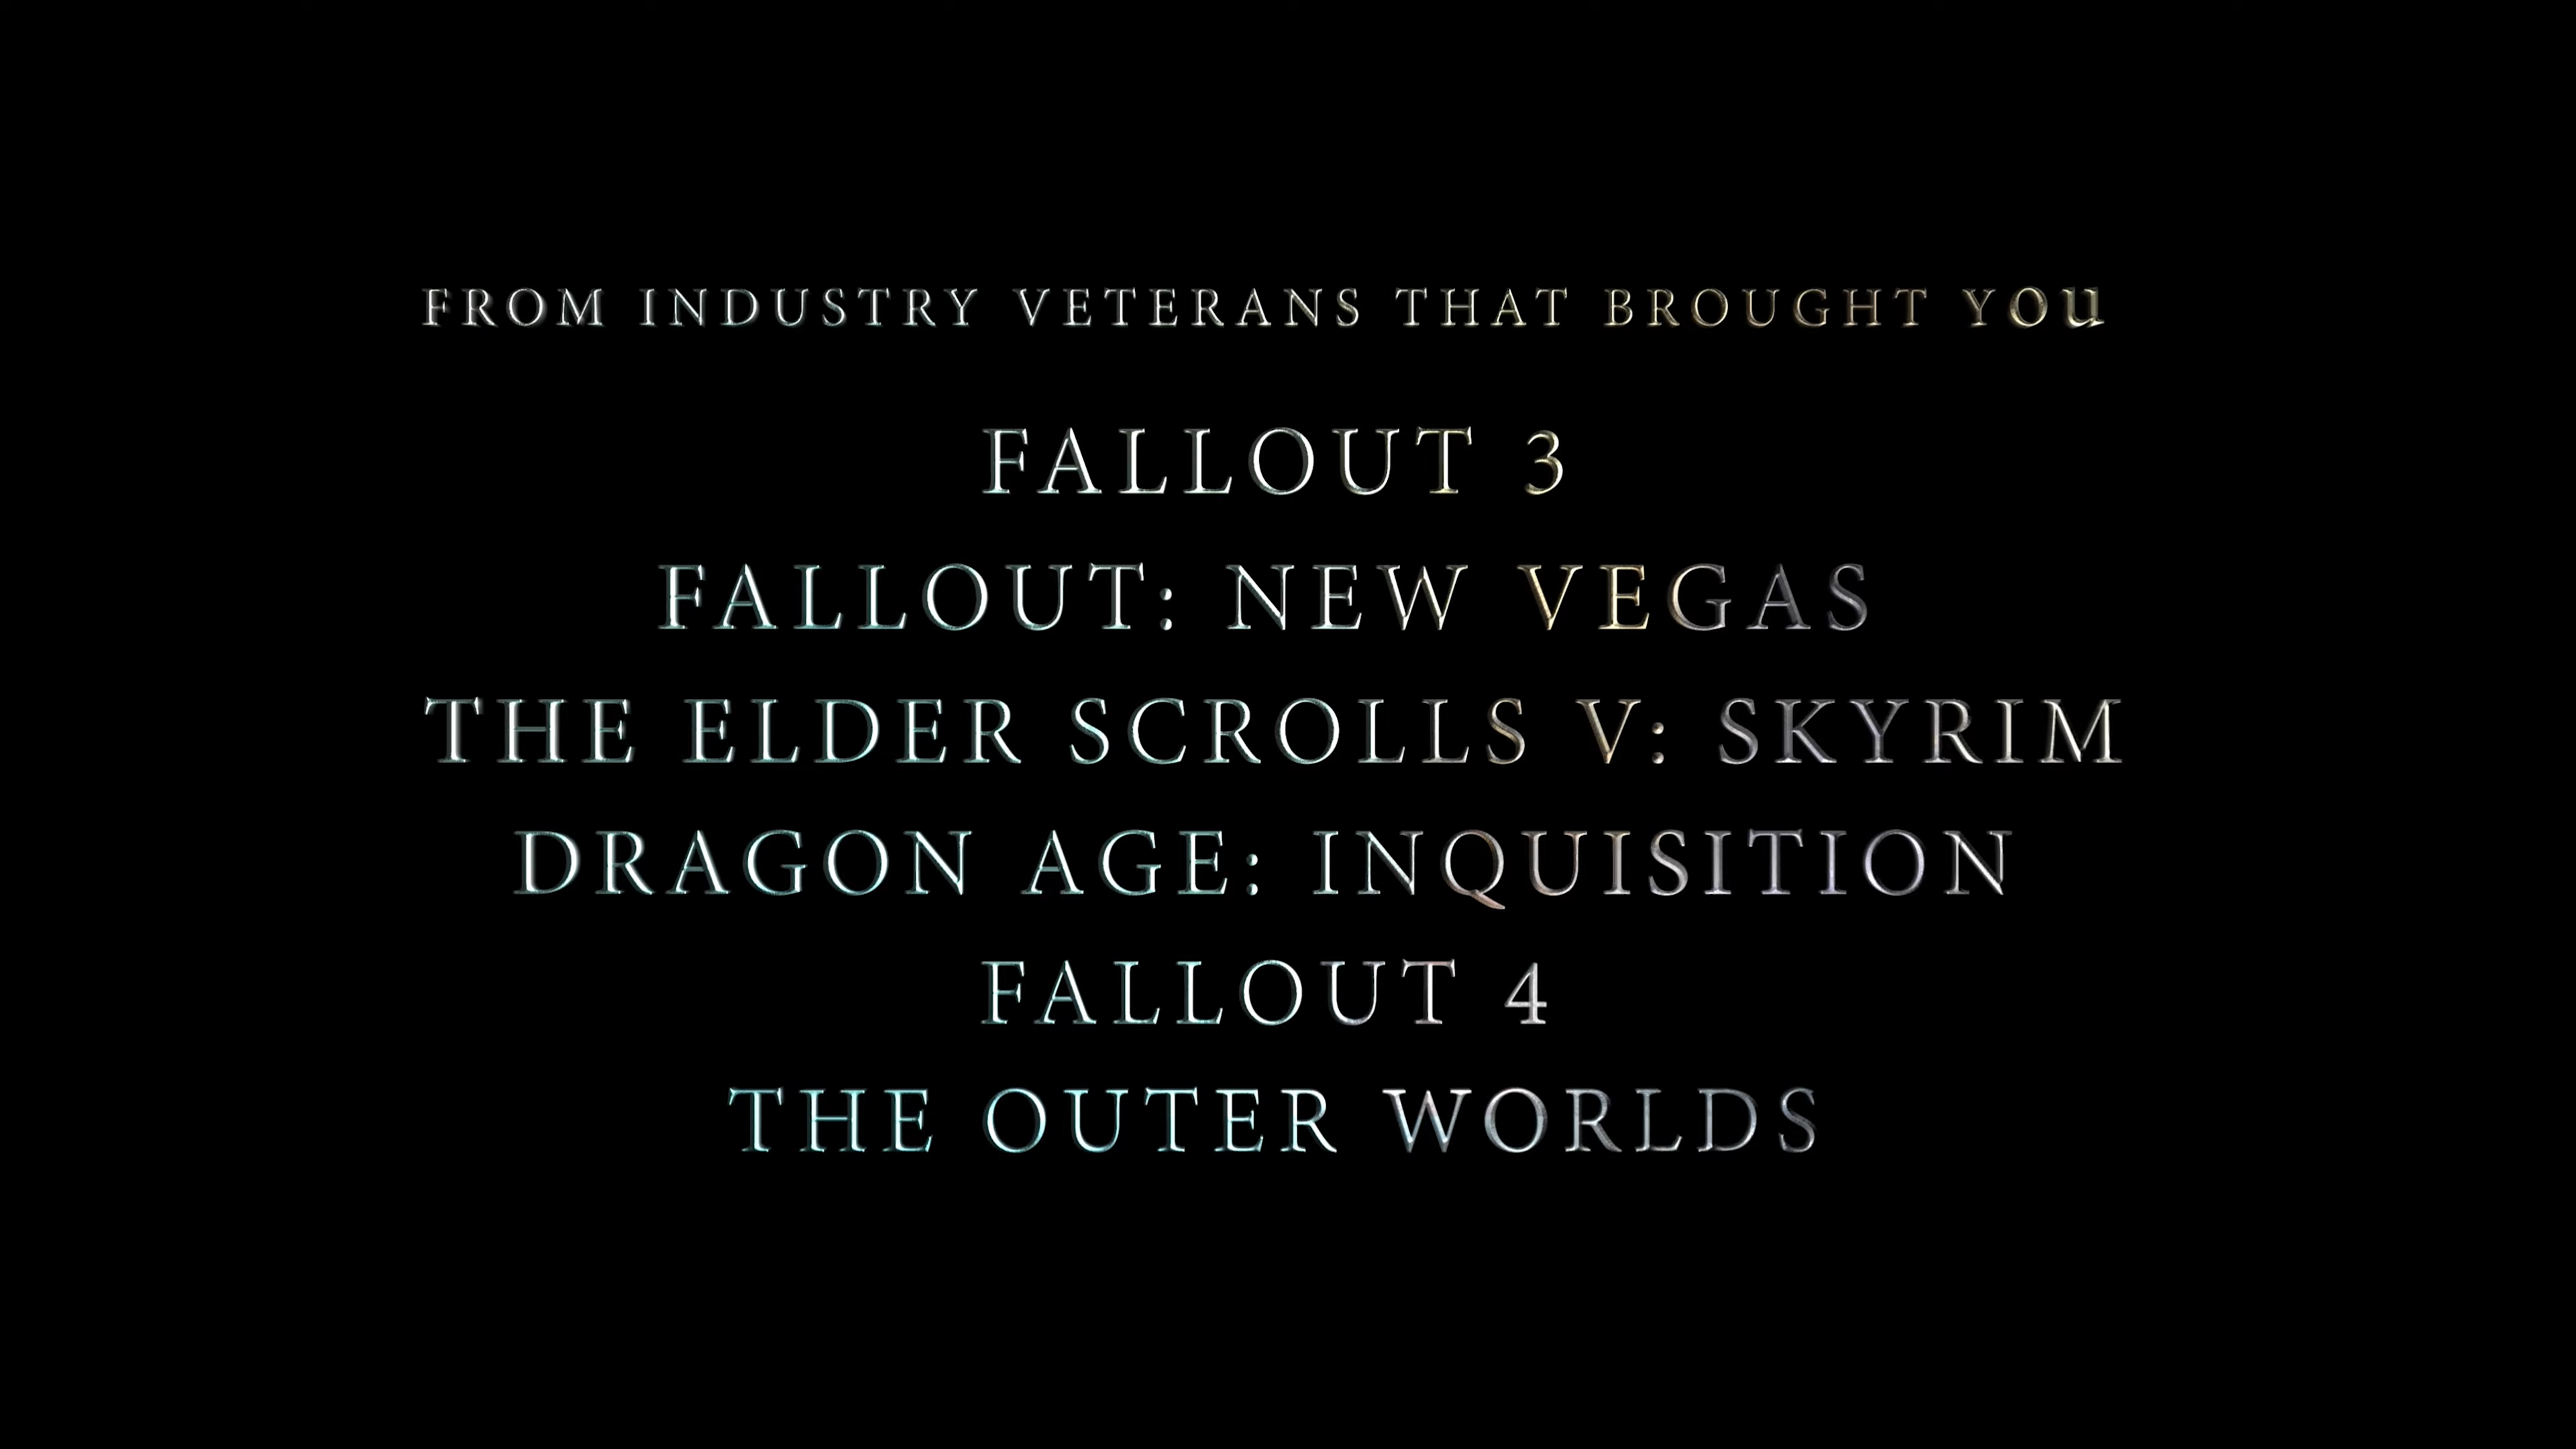 FROM INDUSTRY VETERANS THAT BROUGHT YOu
FALLOUT 3
FALLOUT: NEW VEGAS
THE ELDER SCROLLS V: SKYRIM
DRAGON AGE: INQUISITION
FALLOUT 4
THE OUTER WORLDS